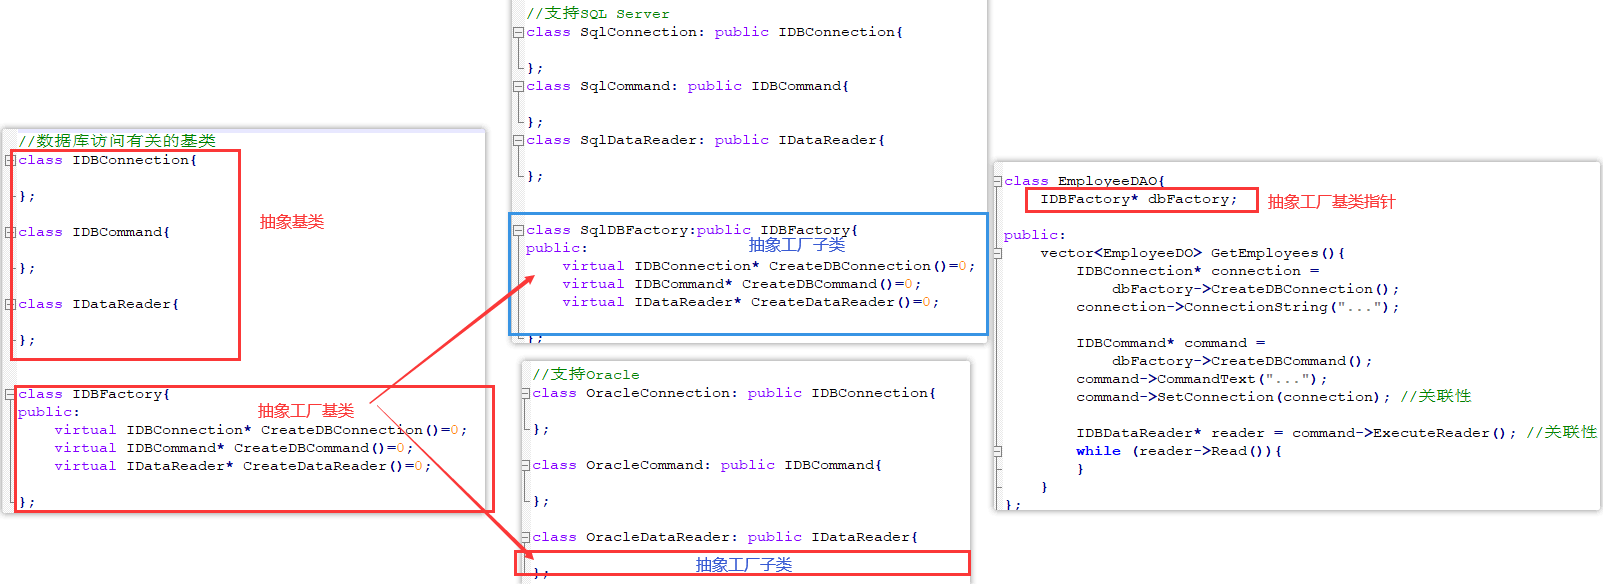 //数据库访问有关的基类
class IDBConnection{
};
抽象基类
class IDBCommand{
};
class IDataReader{
};
class IDBFactory{
public:
抽象工厂基类
virtual IDBConnection* CreateDBConnection()=0;
virtual IDBCommand* CreateDBCommand()=0;
virtual IDataReader* CreateDataReader()=0;
};
//支持SQL Server
class SqlConnection: public IDBConnection{
};
class SqlCommand: public IDBCommand{
};
class SqlDataReader: public IDataReader{
};
class SqlDBFactory:public IDBFactory{
public:
抽象工厂子类
virtual IDBConnection* CreateDBConnection()=0;
virtual IDBCommand* CreateDBCommand()=0;
virtual IDataReader* CreateDataReader()=0;
};
//支持Oracle
class OracleConnection: public IDBConnection{
};
class OracleCommand: public IDBCommand{
};
class OracleDataReader: public IDataReader{
抽象工厂子类
};
class EmployeeDAO{
IDBFactory* dbFactory;
抽象工厂基类指针
public:
vector<EmployeeDO> GetEmployees(){
IDBConnection* connection =
dbFactory->CreateDBConnection();
connection->ConnectionString("...");
IDBCommand* command =
dbFactory->CreateDBCommand();
command->CommandText("...");
command->SetConnection(connection); //关联性
IDBDataReader* reader = command->ExecuteReader(); //关联性
while (reader->Read()){
}
}
};